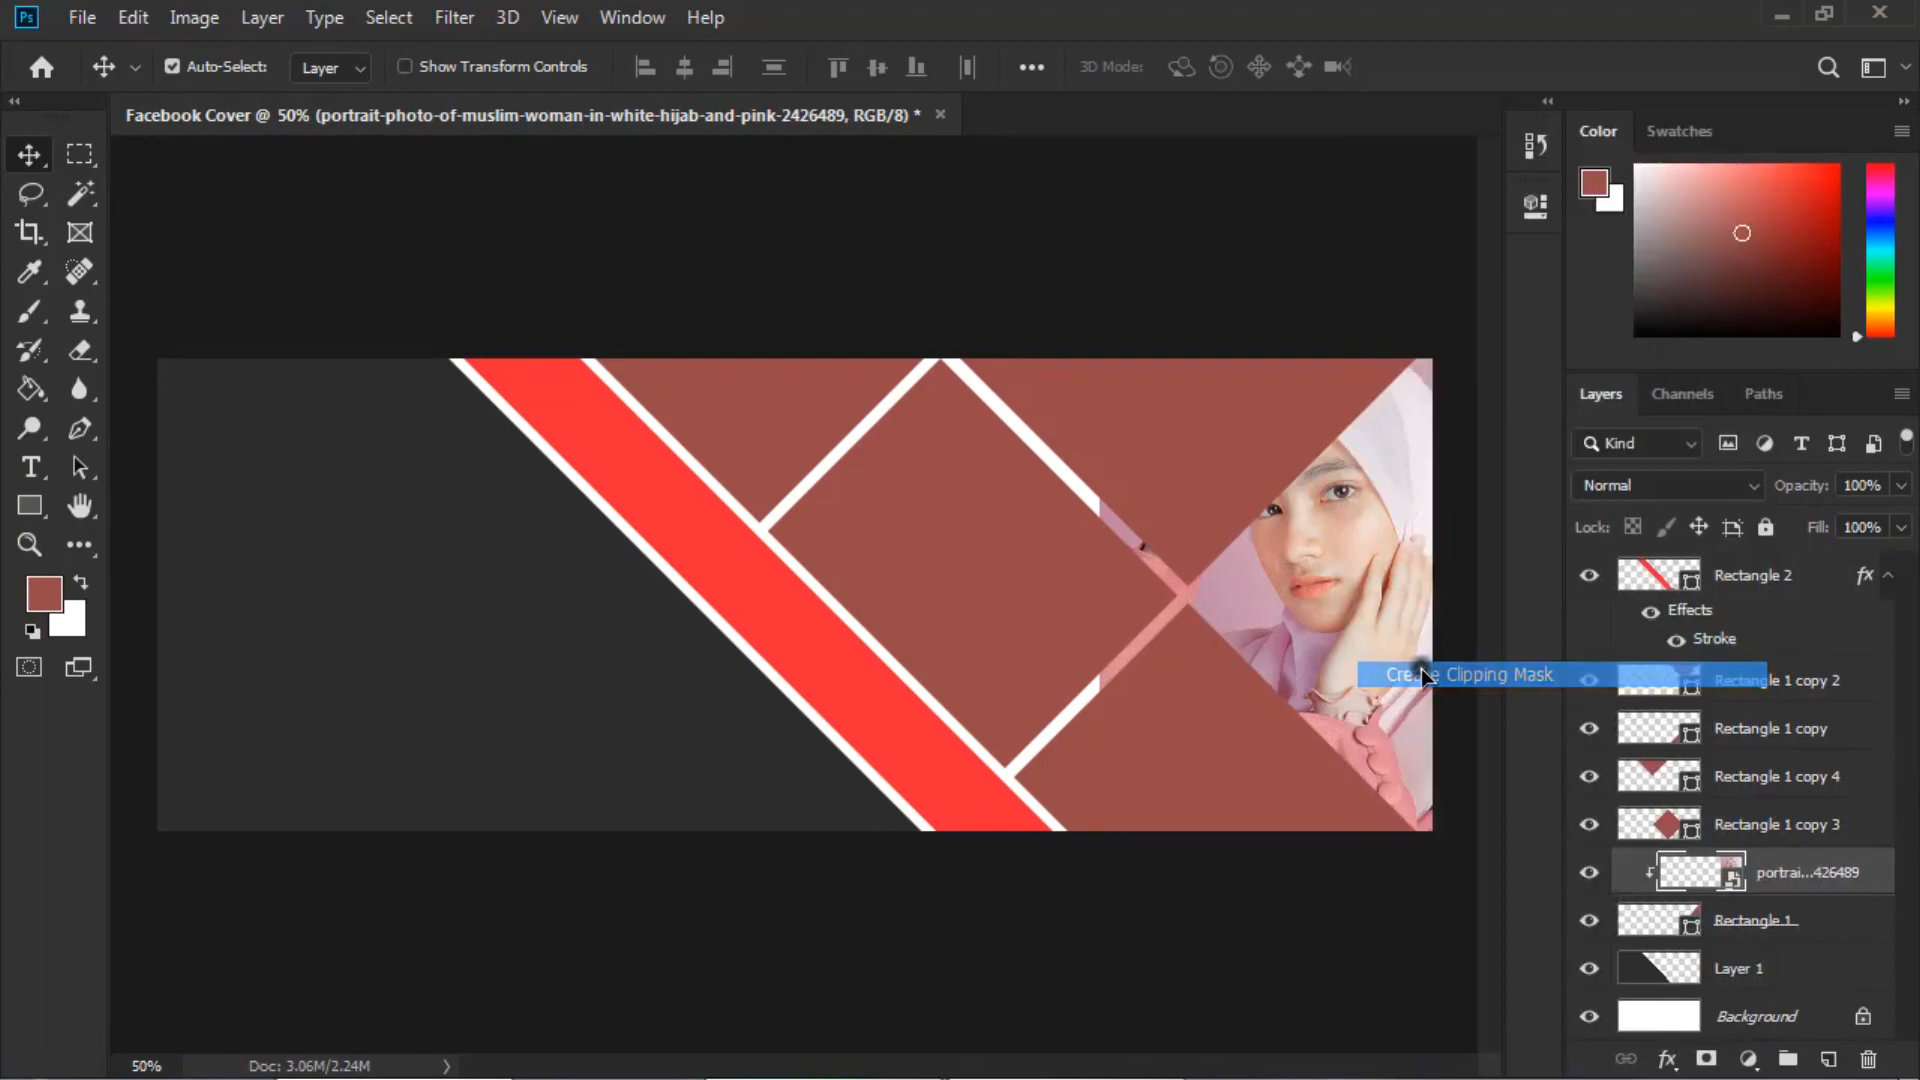 Ps File Edit Image Layer Type Select Filter 3D View Window Help
Auto-Select: Layer Show Transform Controls 3D Mode:
Facebook Cover @ 50% (portrait-photo-of-muslim-woman-in-white-hijab-and-pink-2426489, RGB/8) *
Color Swatches
Layers Channels Paths
Kind
Normal Opacity: 100%
Lock: Fill: 100%
Rectangle 2 fx
Effects
Stroke
Create Clipping Mask
Rectangle 1 copy 2
Rectangle 1 copy
Rectangle 1 copy 4
Rectangle 1 copy 3
portrai...426489
Rectangle 1
Layer 1
Background
50% Doc: 3.06M/2.24M
fx